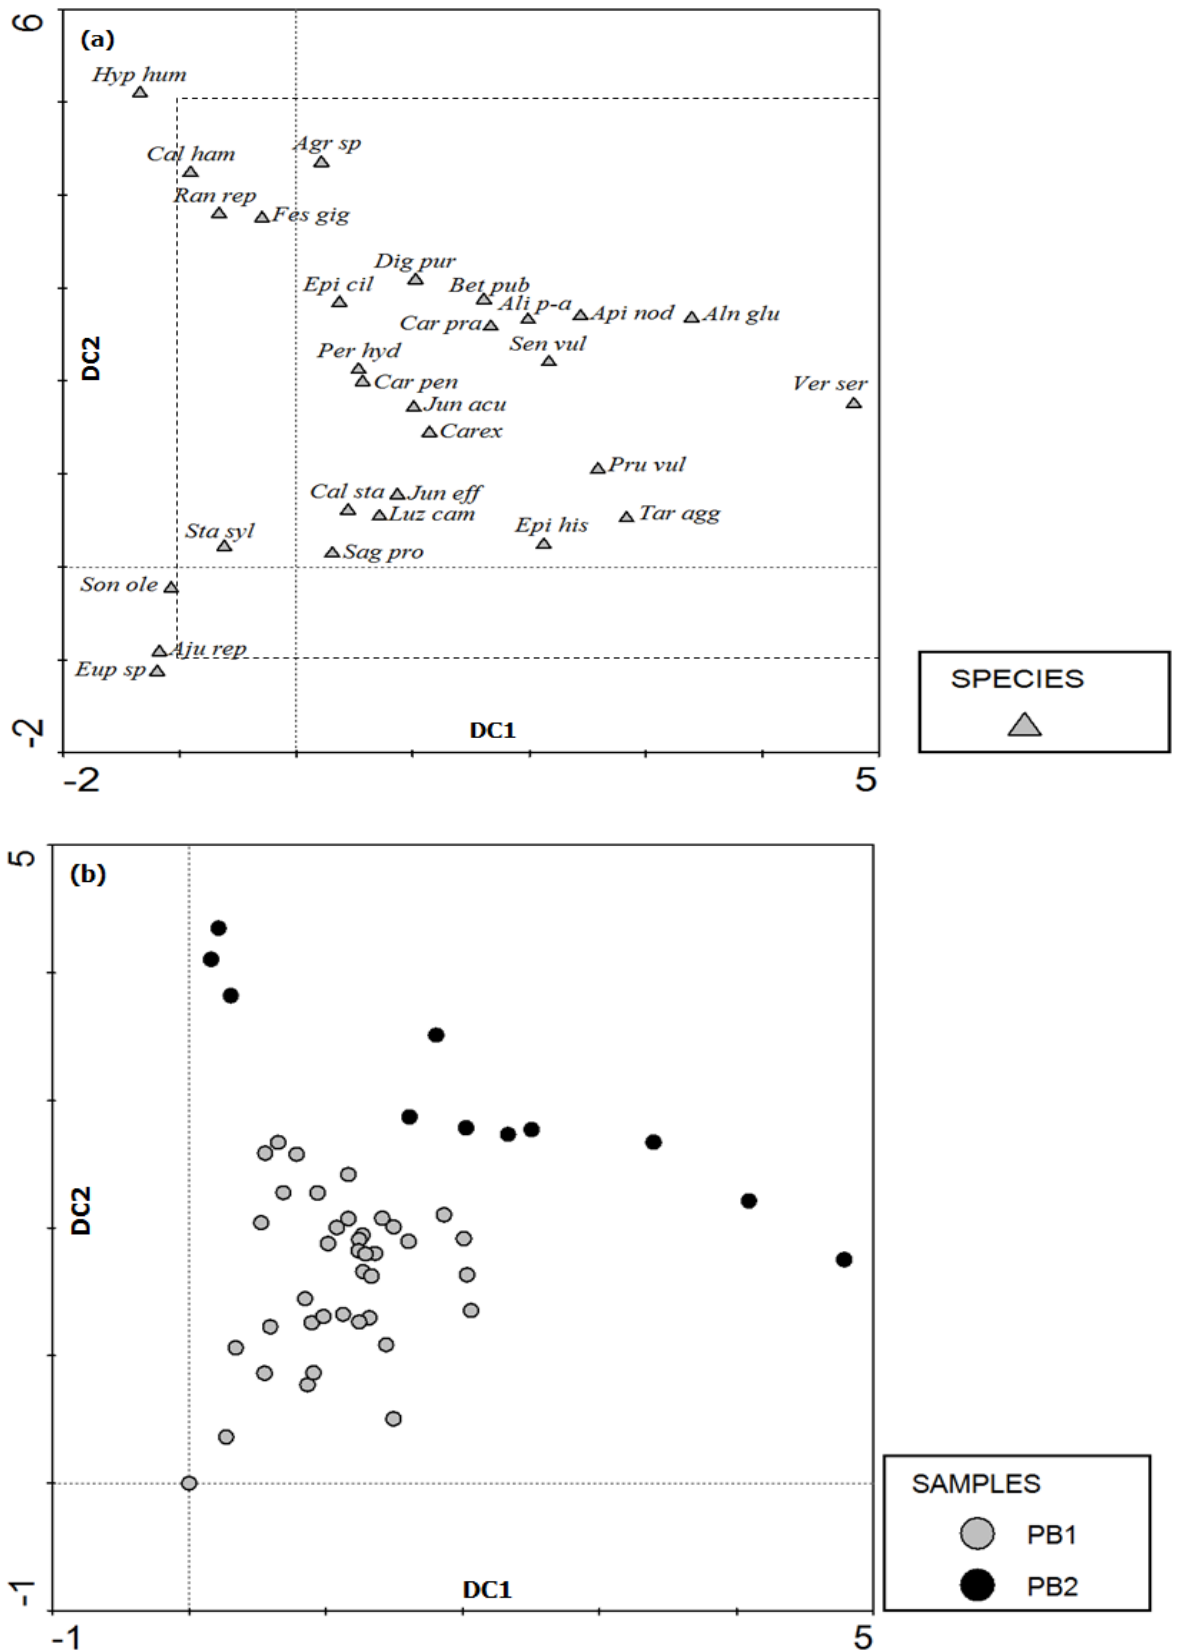 6
(a)
Hyp hum
Agr sp
Cal ham
Ran rep
Fes gig
Dig pur
Epi cil
Bet pub
Ali p-a
Api nod
Aln glu
Car pra
Sen vul
Per hyd
Car pen
Ver ser
Jun acu
Carex
Pru vul
Cal sta
Jun eff
Luz cam
Tar agg
Epi his
Sta syl
Sag pro
Son ole
Aju rep
Eup sp
DC2
DC1
-2
-2
5
SPECIES
5
(b)
DC2
DC1
-1
-1
5
SAMPLES
PB1
PB2